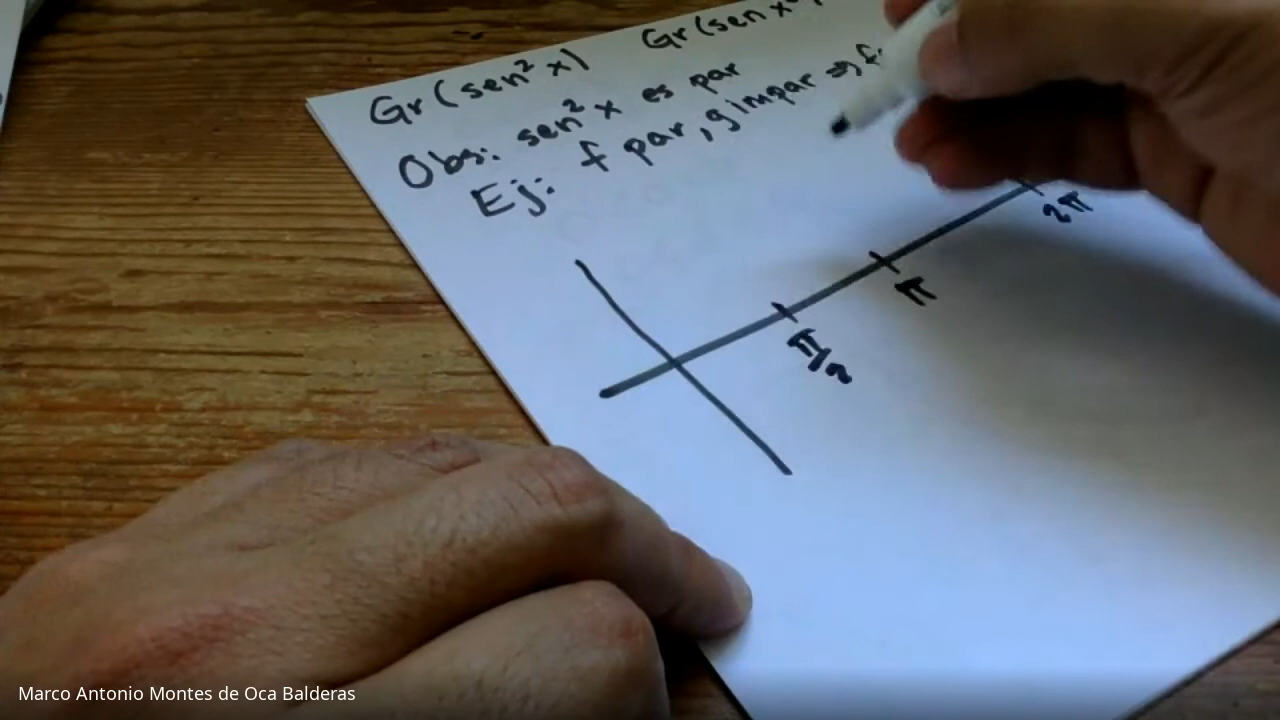 Gr(sen² x) Gr(sen x²)
Obs: sen² x es par
Ej: f par, g impar ⇒ f
π/2
π
2π
Marco Antonio Montes de Oca Balderas